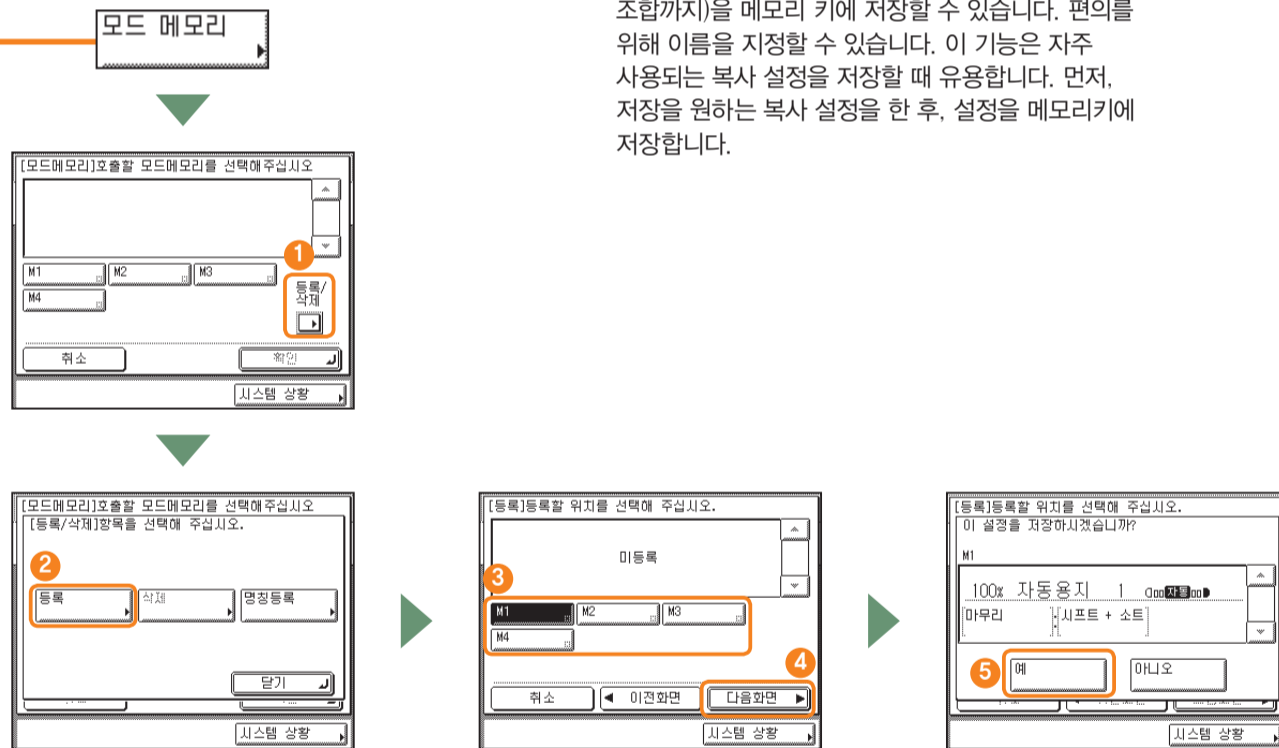 모드 메모리
조합까지)을 메모리 키에 저장할 수 있습니다. 편의를
위해 이름을 지정할 수 있습니다. 이 기능은 자주
사용되는 복사 설정을 저장할 때 유용합니다. 먼저,
저장을 원하는 복사 설정을 한 후, 설정을 메모리키에
저장합니다.
[모드메모리]호출할 모드메모리를 선택해주십시오
1
M1 M2 M3
M4
등록/
삭제
취소 확인
시스템 상황
[모드메모리]호출할 모드메모리를 선택해주십시오
[등록/삭제]항목을 선택해 주십시오.
2
등록 삭제 명칭등록
닫기
시스템 상황
[등록]등록할 위치를 선택해 주십시오.
미등록
3
M1 M2 M3
M4
4
취소 이전화면 다음화면
시스템 상황
[등록]등록할 위치를 선택해 주십시오.
이 설정을 저장하시겠습니까?
M1
100% 자동용지 1 자동
마무리 :시프트 + 소트
5
예 아니오
시스템 상황